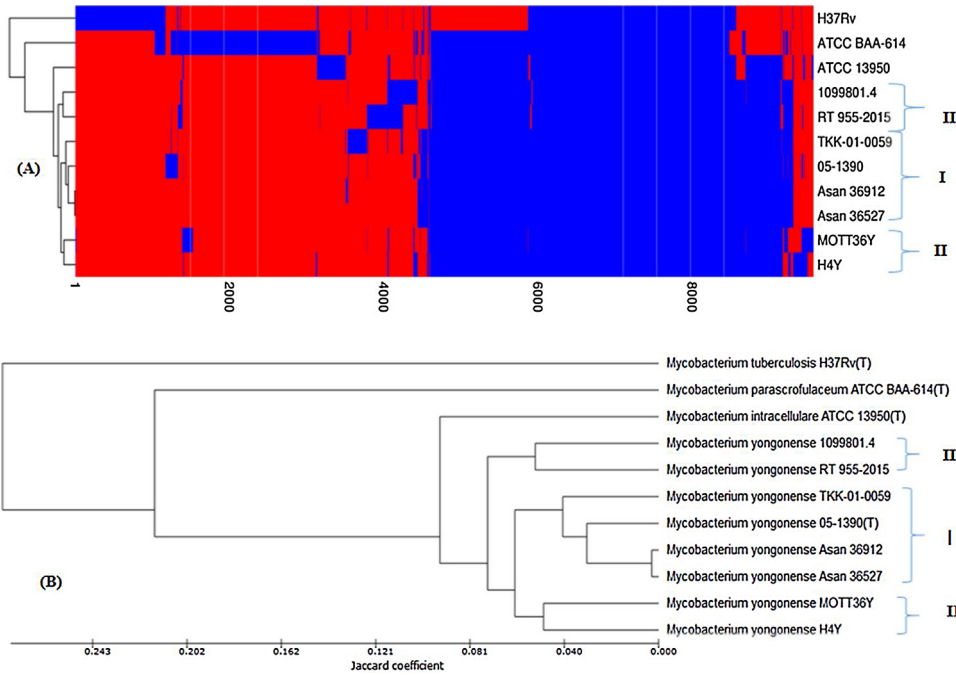 (A)
H37Rv
ATCC BAA-614
ATCC 13950
1099801.4
RT 955-2015
II
TKK-01-0059
05-1390
Asan 36912
Asan 36527
I
MOTT36Y
H4Y
II
1 2000 4000 6000 8000
Mycobacterium tuberculosis H37Rv(T)
Mycobacterium parascrofulaceum ATCC BAA-614(T)
Mycobacterium intracellulare ATCC 13950(T)
Mycobacterium yongonense 1099801.4
Mycobacterium yongonense RT 955-2015
II
Mycobacterium yongonense TKK-01-0059
Mycobacterium yongonense 05-1390(T)
Mycobacterium yongonense Asan 36912
Mycobacterium yongonense Asan 36527
I
(B)
Mycobacterium yongonense MOTT36Y
Mycobacterium yongonense H4Y
II
0.243 0.202 0.162 0.121 0.081 0.040 0.000
Jaccard coefficient